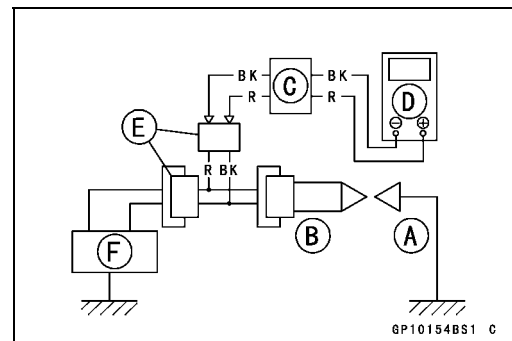 BK C BK
R R D
⊖ ⊕
E
R BK
B A
F
GP10154BS1 C